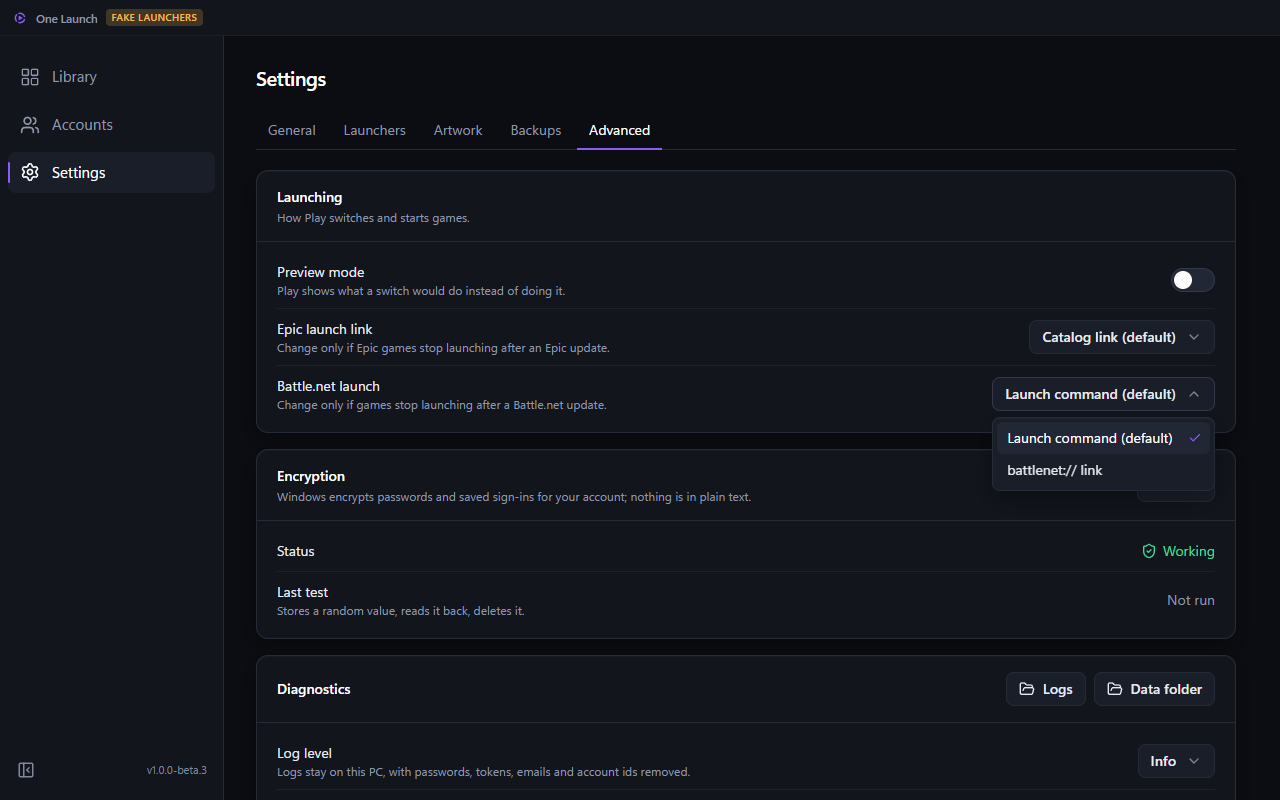 One Launch FAKE LAUNCHERS
Library
Accounts
Settings
Settings
General Launchers Artwork Backups Advanced
Launching
How Play switches and starts games.
Preview mode
Play shows what a switch would do instead of doing it.
Epic launch link
Change only if Epic games stop launching after an Epic update.
Catalog link (default)
Battle.net launch
Change only if games stop launching after a Battle.net update.
Launch command (default)
Launch command (default)
battlenet:// link
Encryption
Windows encrypts passwords and saved sign-ins for your account; nothing is in plain text.
Status
Working
Last test
Stores a random value, reads it back, deletes it.
Not run
Diagnostics
Logs
Data folder
Log level
Logs stay on this PC, with passwords, tokens, emails and account ids removed.
Info
v1.0.0-beta.3